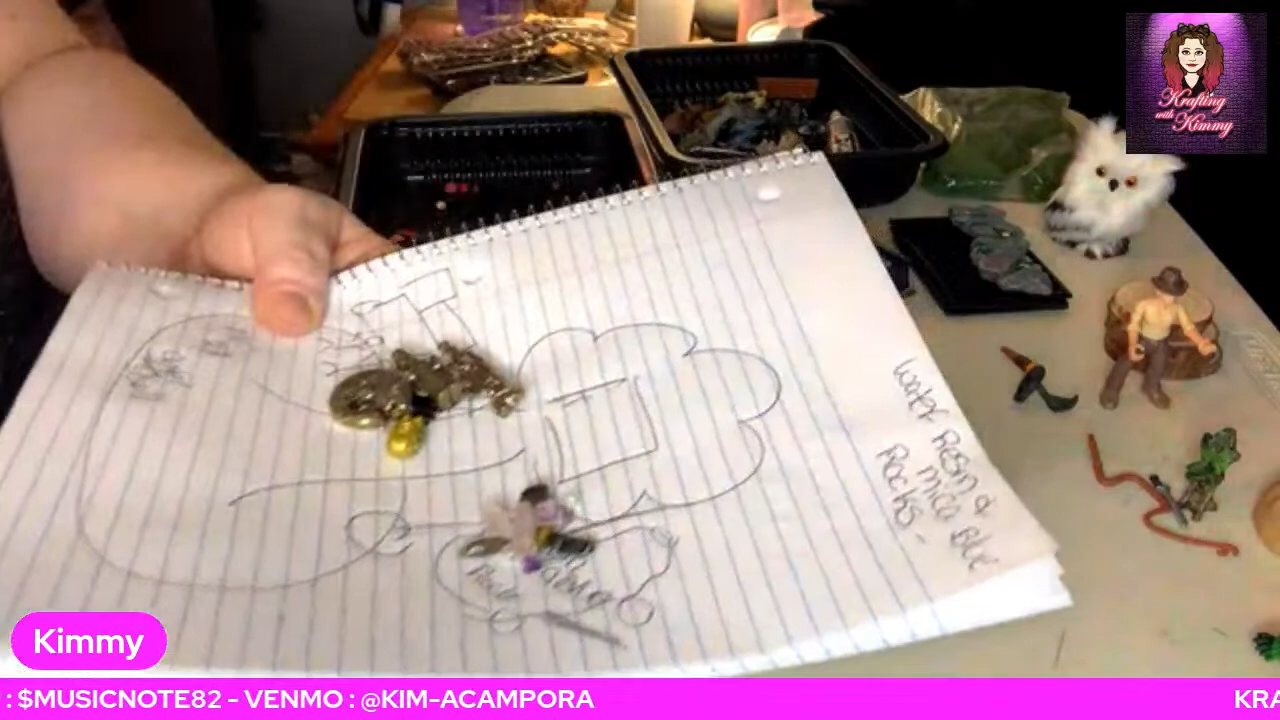 Krafting
with
Kimmy
Water Resin &
mica Blue
Rocks -
Kimmy
: $MUSICNOTE82 - VENMO : @KIM-ACAMPORA
KRA